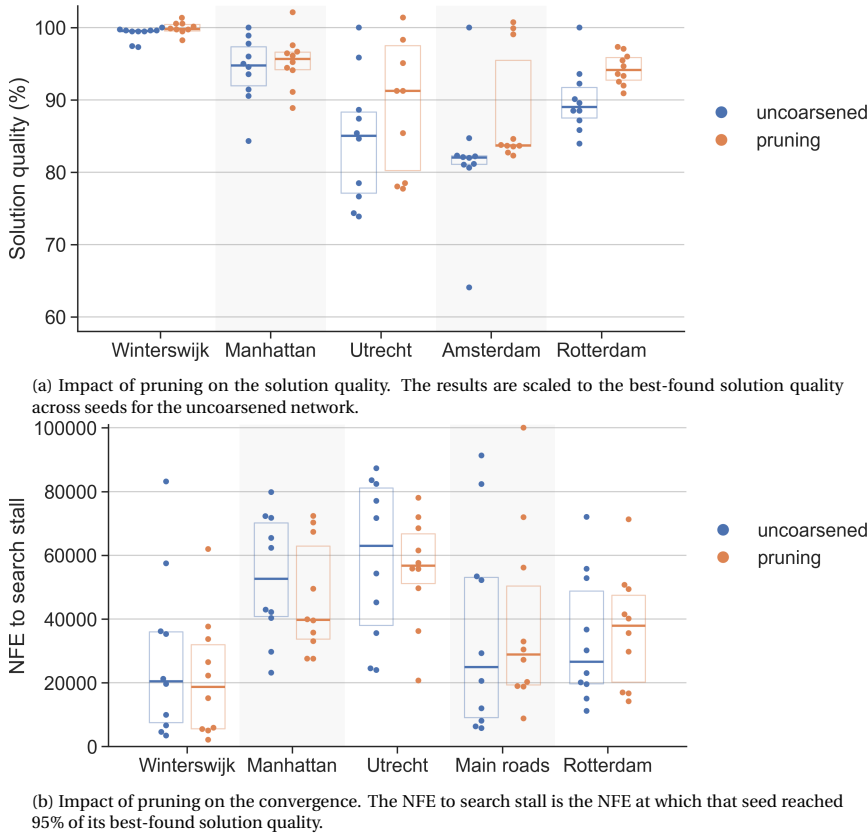 Solution quality (%)
100
90
80
70
60
Winterswijk
Manhattan
Utrecht
Amsterdam
Rotterdam
uncoarsened
pruning
(a) Impact of pruning on the solution quality. The results are scaled to the best-found solution quality
across seeds for the uncoarsened network.
NFE to search stall
100000
80000
60000
40000
20000
0
Winterswijk
Manhattan
Utrecht
Main roads
Rotterdam
uncoarsened
pruning
(b) Impact of pruning on the convergence. The NFE to search stall is the NFE at which that seed reached
95% of its best-found solution quality.